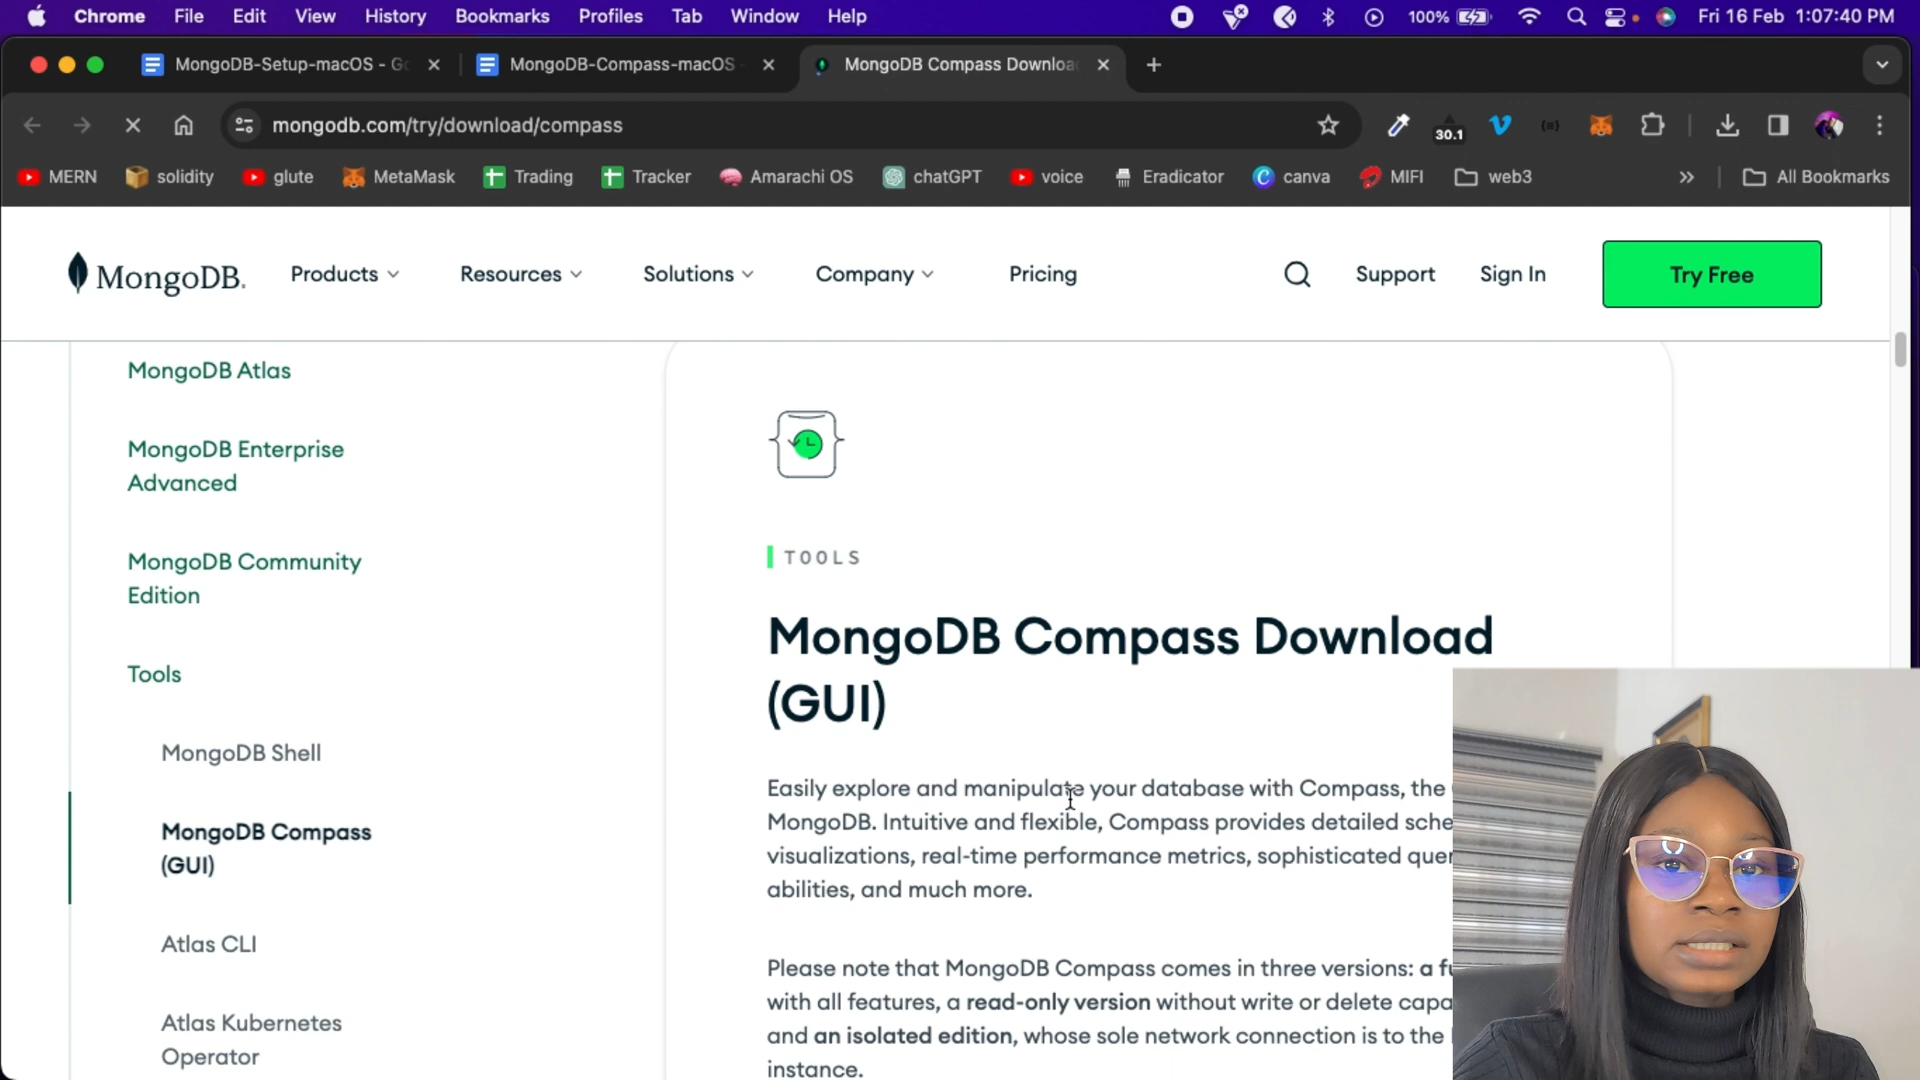 Chrome File Edit View History Bookmarks Profiles Tab Window Help 100% Fri 16 Feb 1:07:40 PM
MongoDB-Setup-macOS - Go MongoDB-Compass-macOS - MongoDB Compass Downloa
mongodb.com/try/download/compass 30.1
MERN solidity glute MetaMask Trading Tracker Amarachi OS chatGPT voice Eradicator canva MIFI web3 All Bookmarks
MongoDB. Products Resources Solutions Company Pricing Support Sign In Try Free
MongoDB Atlas
MongoDB Enterprise
Advanced
MongoDB Community
Edition
Tools
MongoDB Shell
MongoDB Compass
(GUI)
Atlas CLI
Atlas Kubernetes
Operator
TOOLS
MongoDB Compass Download
(GUI)
Easily explore and manipulate your database with Compass, the
MongoDB. Intuitive and flexible, Compass provides detailed sche
visualizations, real-time performance metrics, sophisticated quer
abilities, and much more.
Please note that MongoDB Compass comes in three versions: a fu
with all features, a read-only version without write or delete capa
and an isolated edition, whose sole network connection is to the
instance.